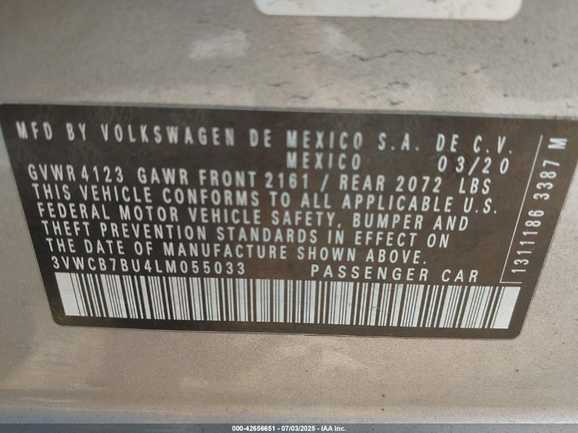 MFD BY VOLKSWAGEN DE MEXICO S.A. DE C.V.
MEXICO 03/20
GVWR 4123 GAWR FRONT 2161 / REAR 2072 LBS
THIS VEHICLE CONFORMS TO ALL APPLICABLE U.S.
FEDERAL MOTOR VEHICLE SAFETY, BUMPER AND
THEFT PREVENTION STANDARDS IN EFFECT ON
THE DATE OF MANUFACTURE SHOWN ABOVE.
3VWCB7BU4LM055033 PASSENGER CAR
1311186 3387 M
000-42656651 - 07/03/2025 - IAA Inc.